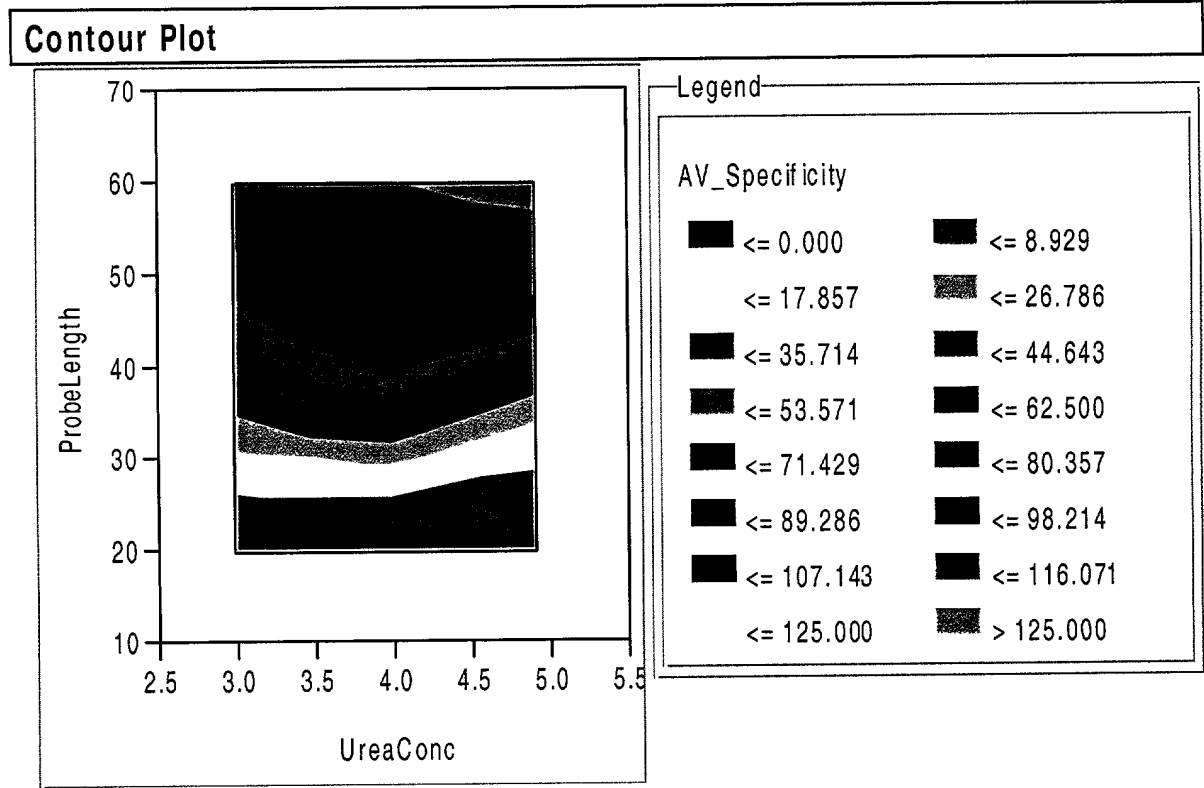 Contour Plot
70
60
50
40
30
20
10
ProbeLength
2.5 3.0 3.5 4.0 4.5 5.0 5.5
UreaConc
Legend
AV_Specificity
<= 0.000 <= 8.929
<= 17.857 <= 26.786
<= 35.714 <= 44.643
<= 53.571 <= 62.500
<= 71.429 <= 80.357
<= 89.286 <= 98.214
<= 107.143 <= 116.071
<= 125.000 > 125.000